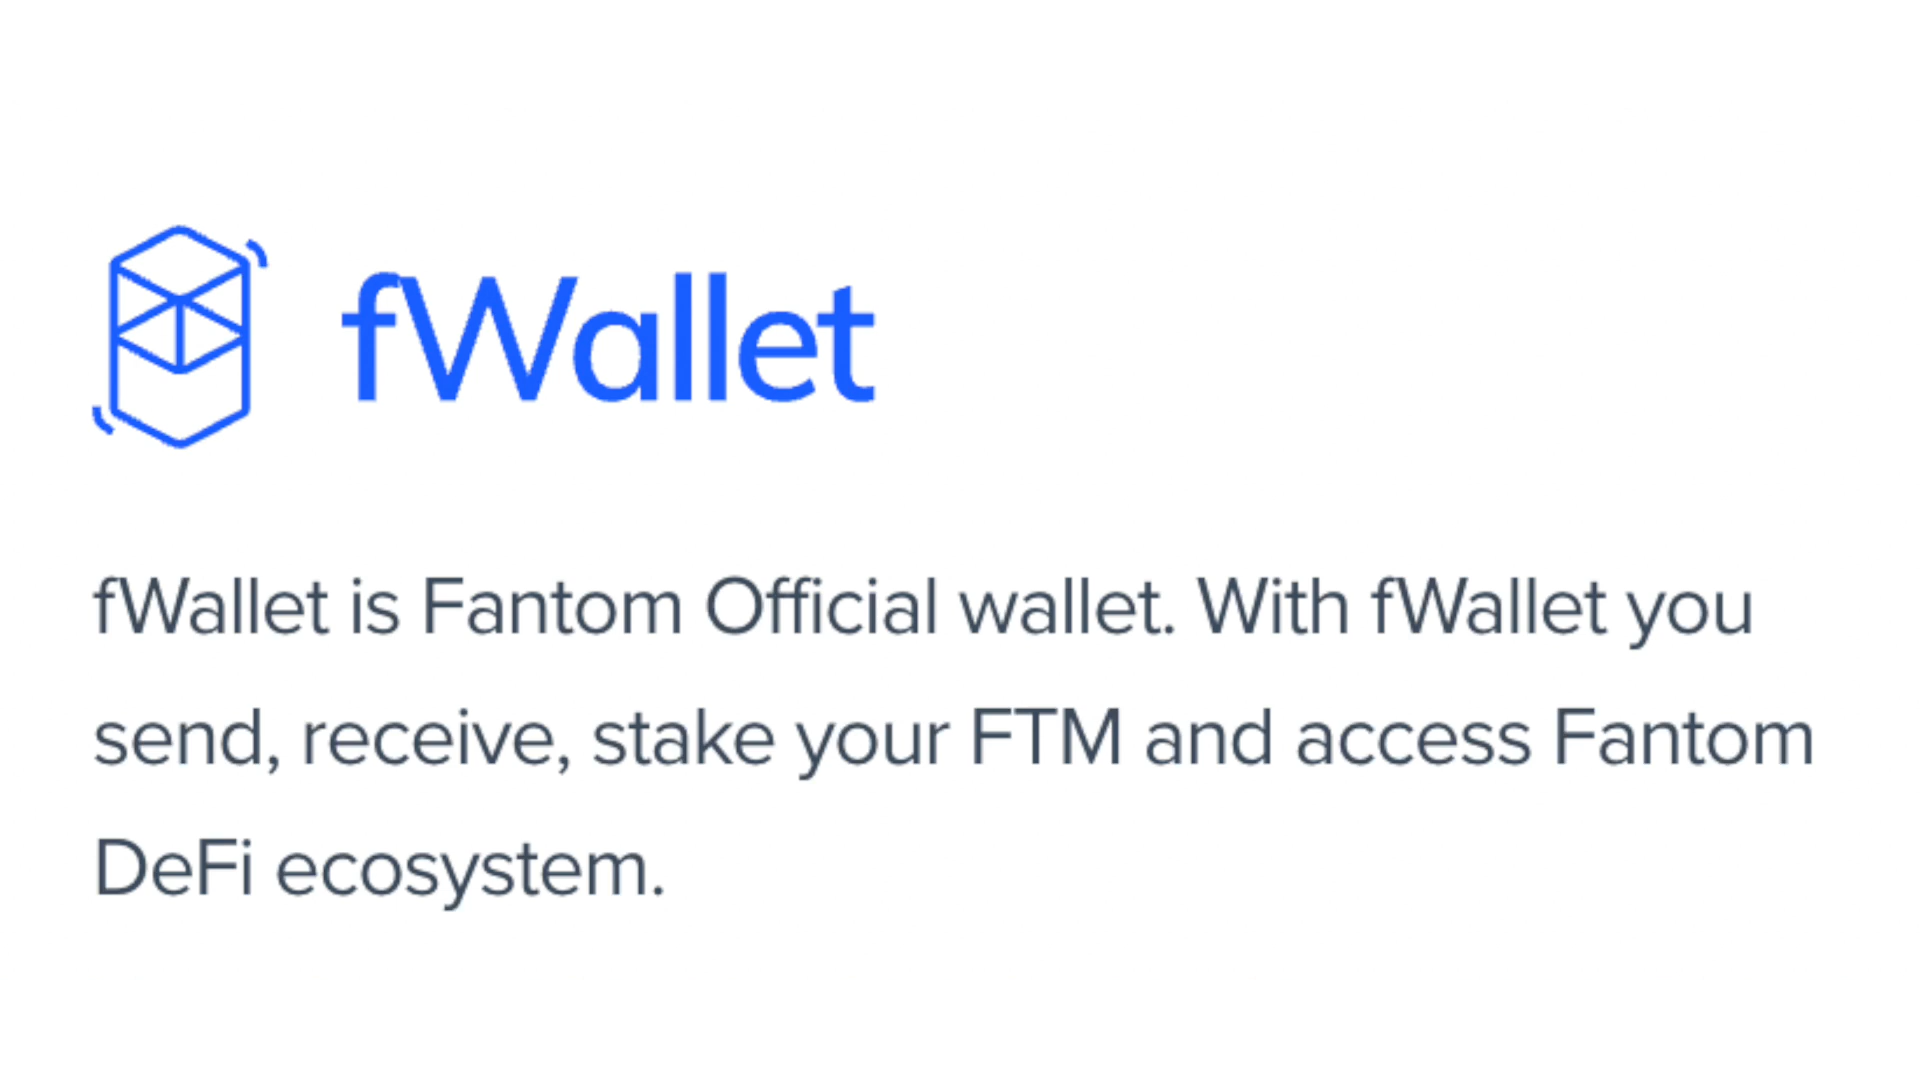 fWallet
fWallet is Fantom Official wallet. With fWallet you
send, receive, stake your FTM and access Fantom
DeFi ecosystem.